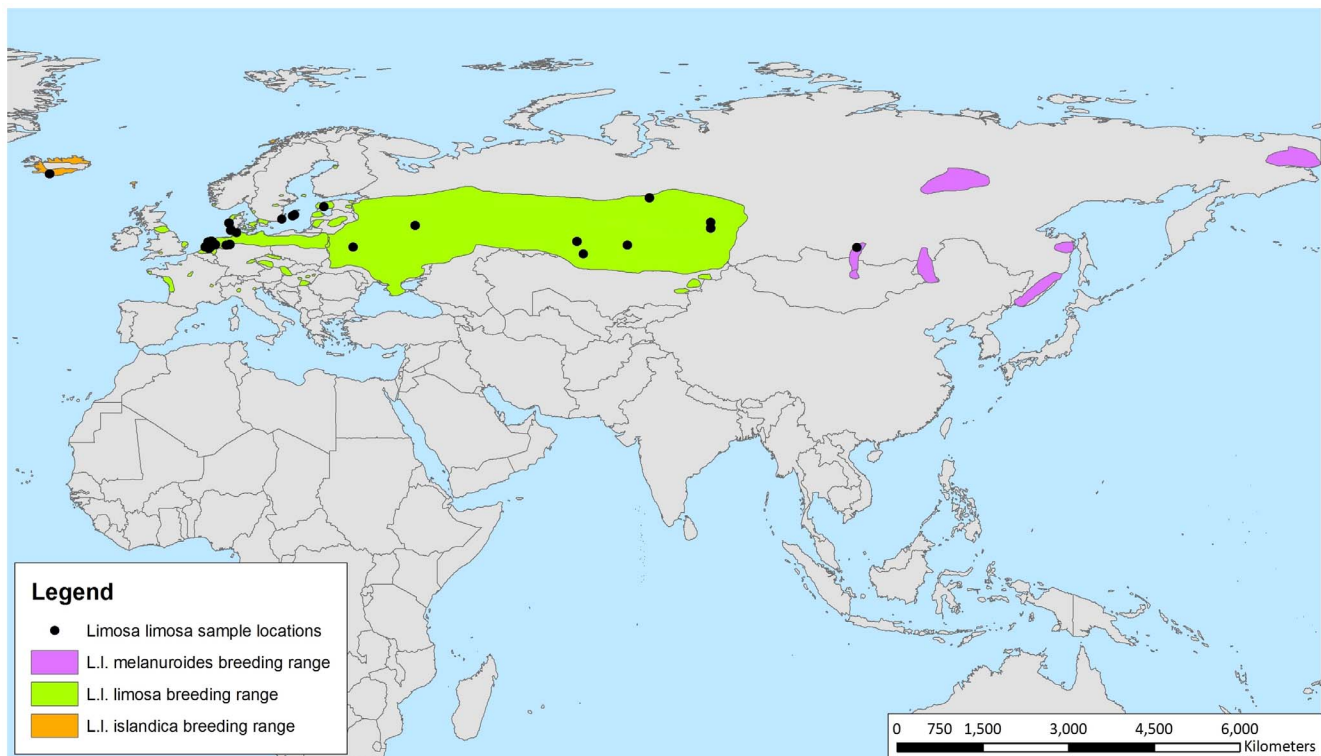 Legend
Limosa limosa sample locations
L.l. melanuroides breeding range
L.l. limosa breeding range
L.l. islandica breeding range
0 750 1,500 3,000 4,500 6,000
Kilometers